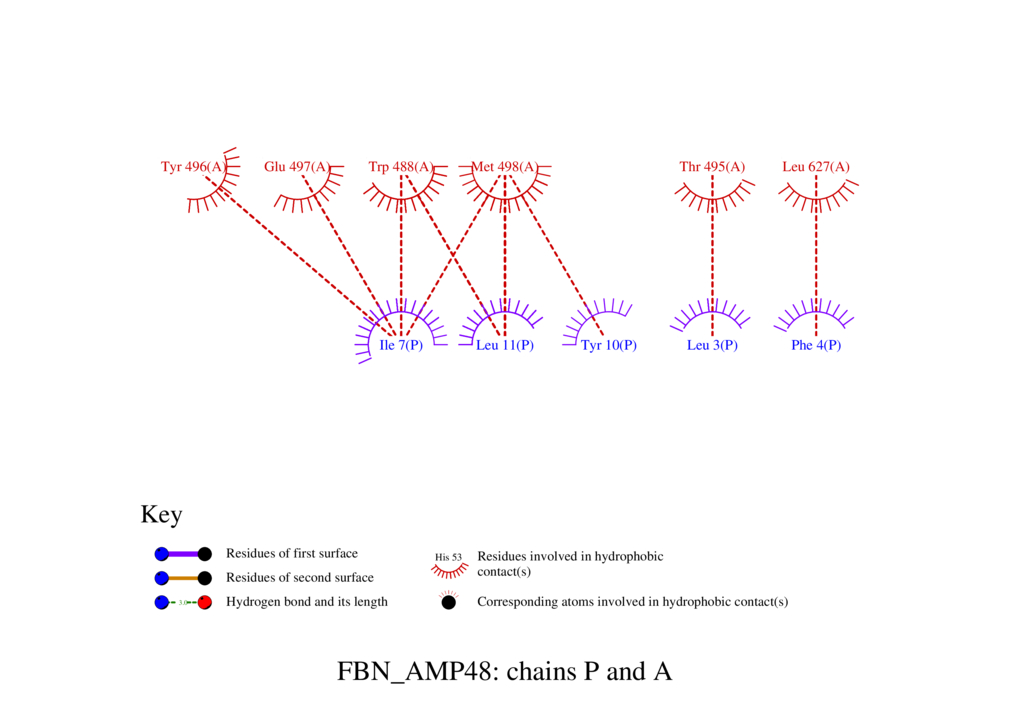 Tyr 496(A) Glu 497(A) Trp 488(A) Met 498(A) Thr 495(A) Leu 627(A)
Ile 7(P) Leu 11(P) Tyr 10(P) Leu 3(P) Phe 4(P)
Key
Residues of first surface
Residues of second surface
3.0
Hydrogen bond and its length
His 53
Residues involved in hydrophobic
contact(s)
Corresponding atoms involved in hydrophobic contact(s)
FBN_AMP48: chains P and A